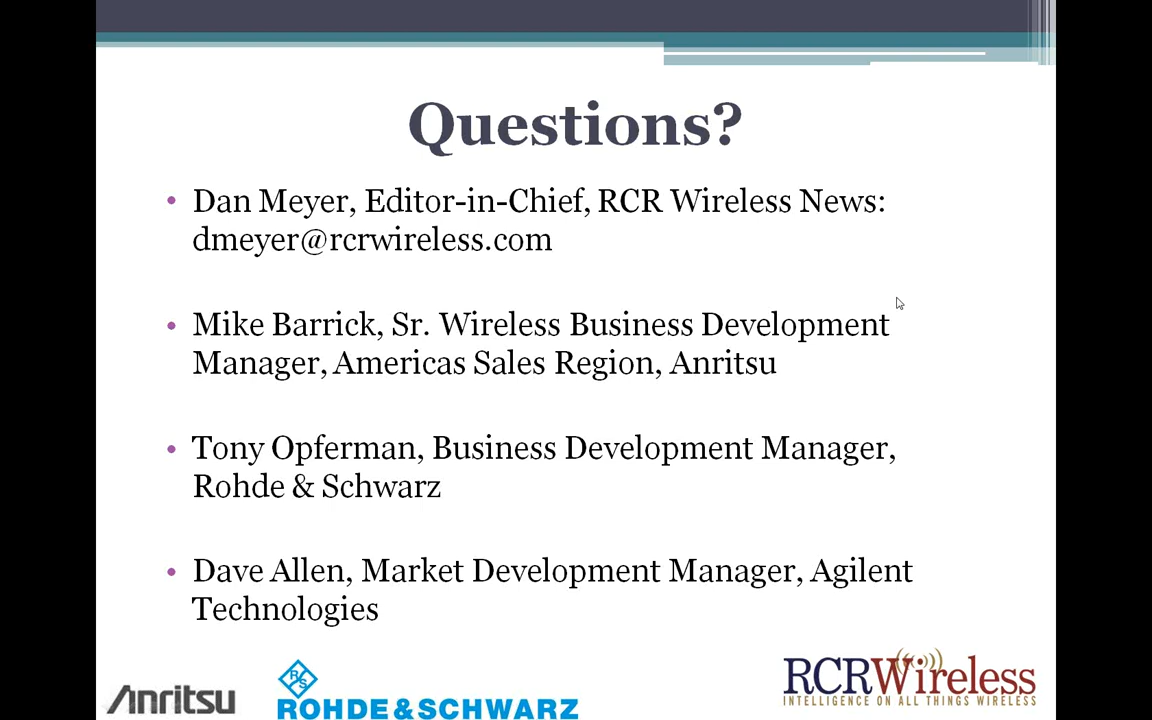 Questions?
• Dan Meyer, Editor-in-Chief, RCR Wireless News:
dmeyer@rcrwireless.com
• Mike Barrick, Sr. Wireless Business Development
Manager, Americas Sales Region, Anritsu
• Tony Opferman, Business Development Manager,
Rohde & Schwarz
• Dave Allen, Market Development Manager, Agilent
Technologies
Anritsu
RS
ROHDE&SCHWARZ
RCRWireless
INTELLIGENCE ON ALL THINGS WIRELESS